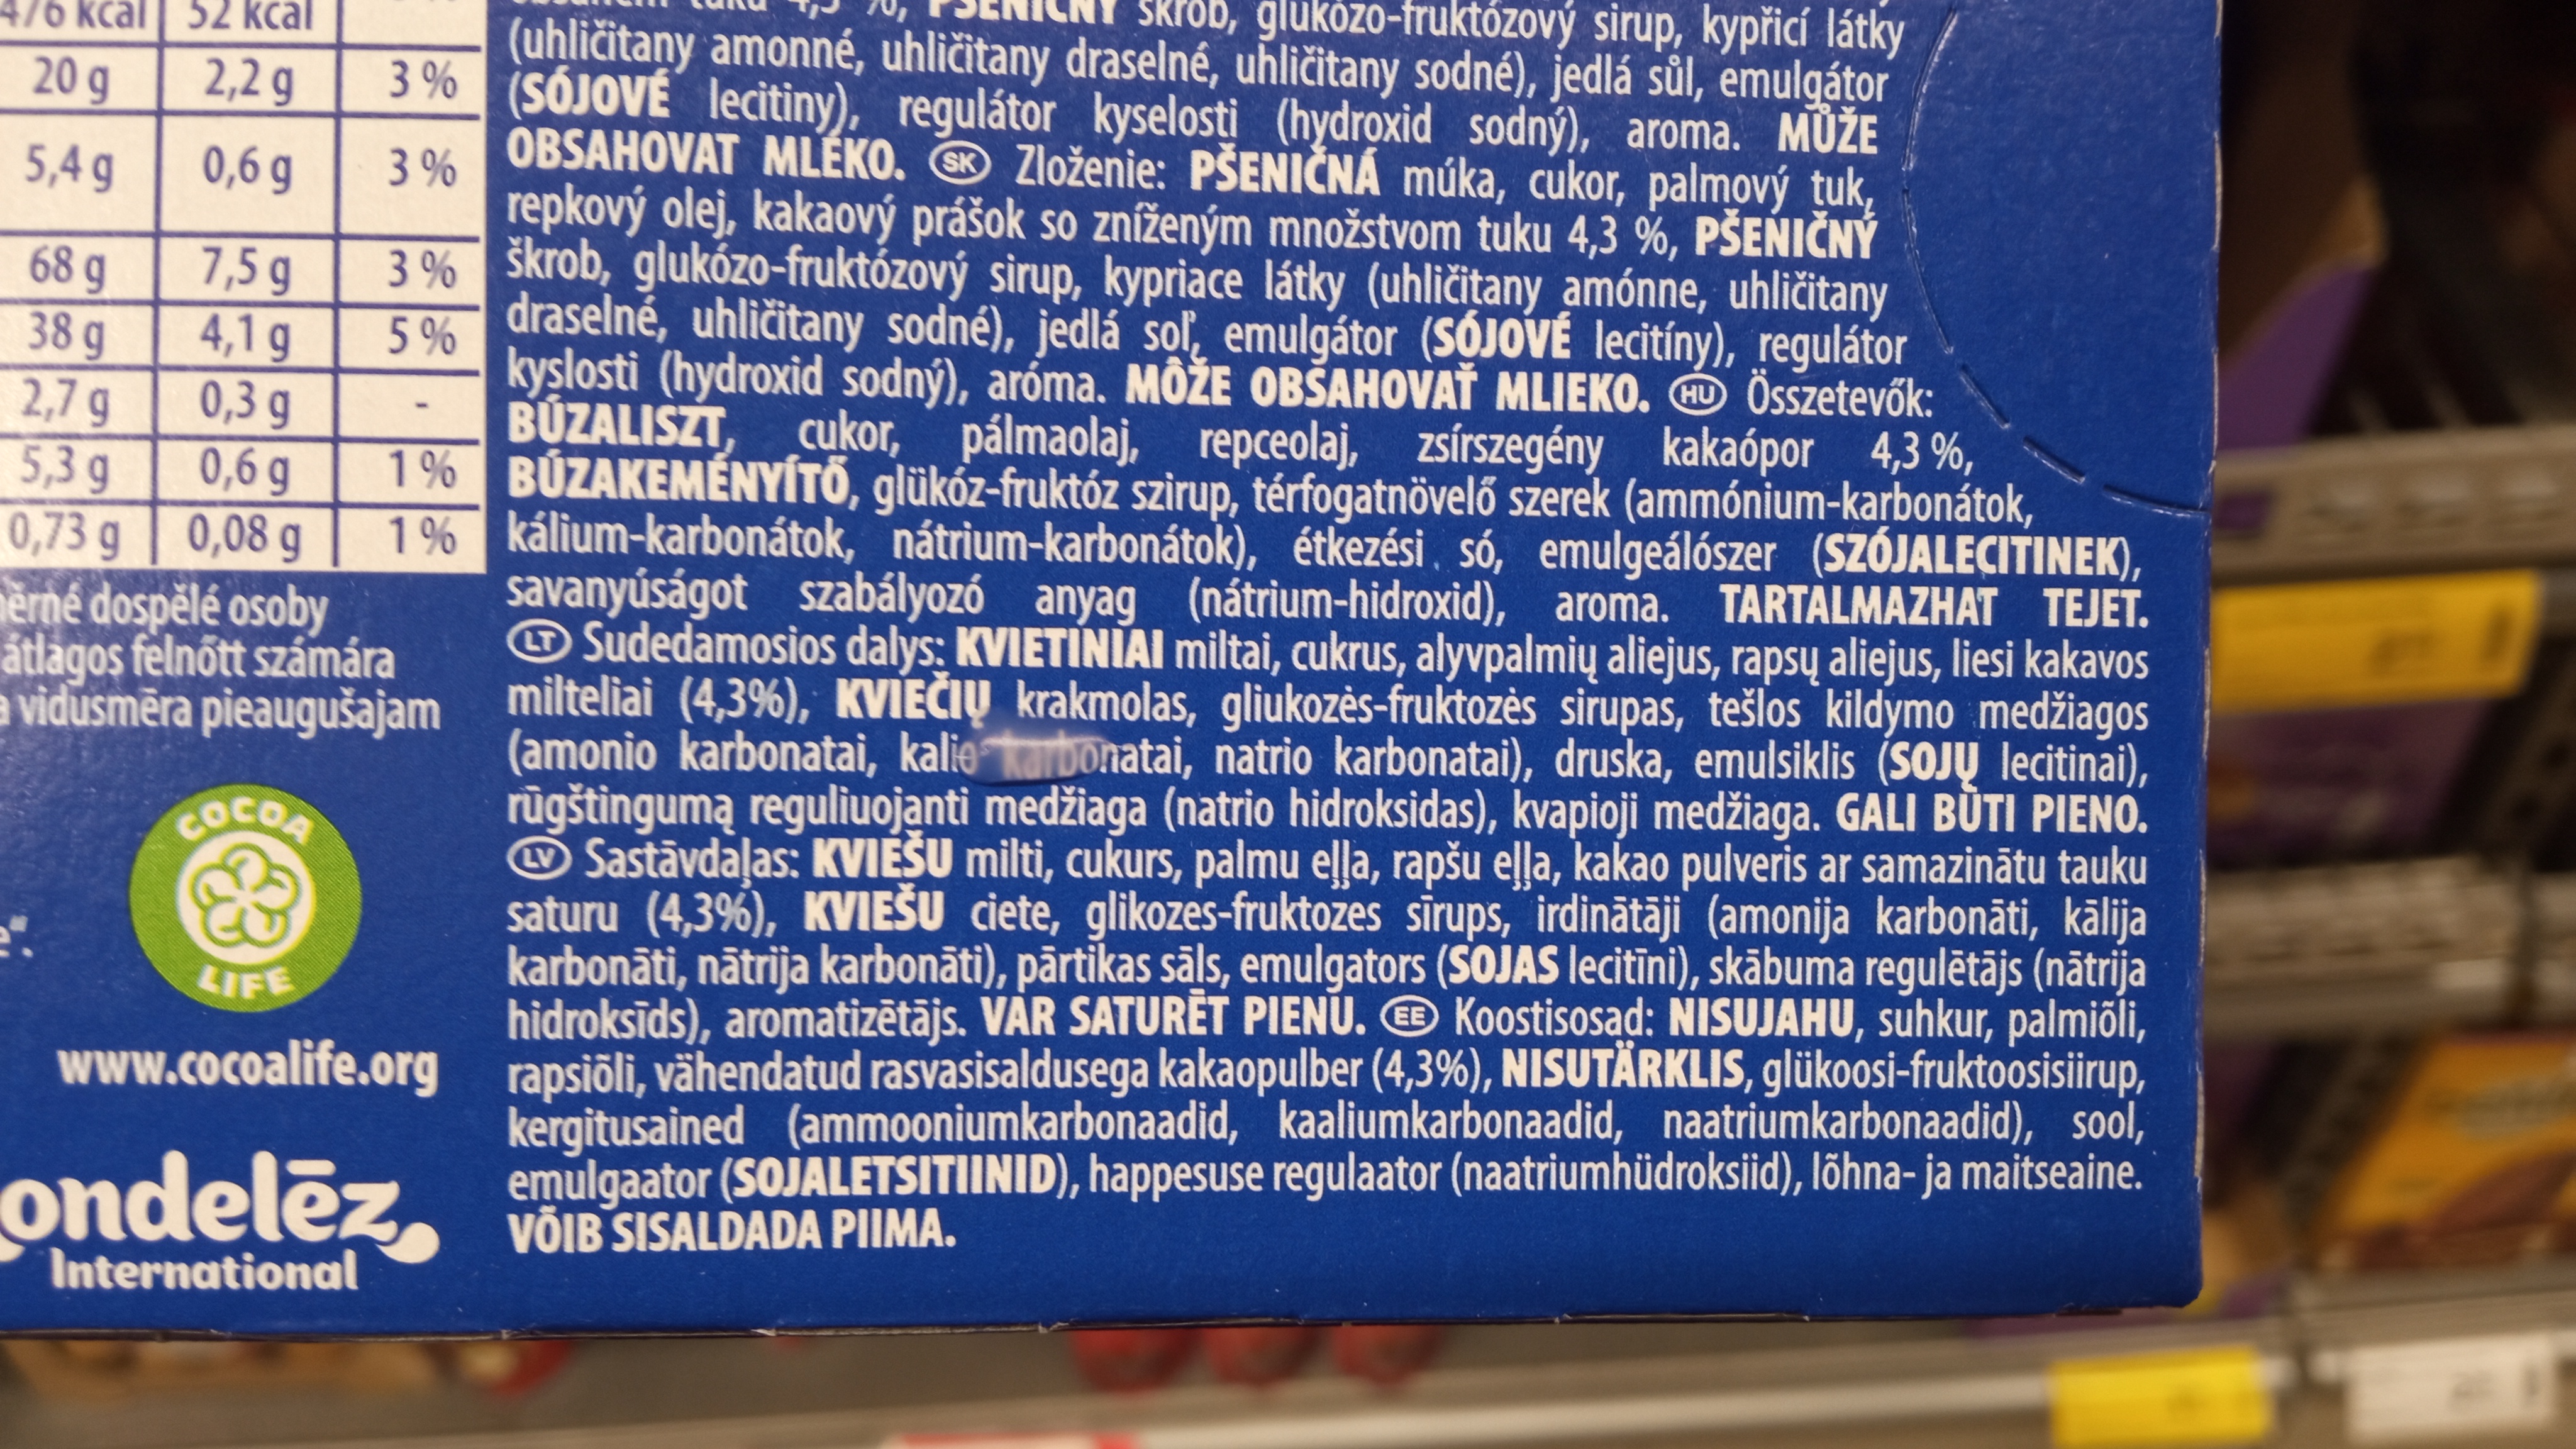 476 kcal 52 kcal
20 g 2,2 g 3 %
5,4 g 0,6 g 3 %
68 g 7,5 g 3 %
38 g 4,1 g 5 %
2,7 g 0,3 g -
5,3 g 0,6 g 1 %
0,73 g 0,08 g 1 %
dospělé osoby
átlagos felnőtt számára
vidusmēra pieaugušajam
COCOA
LIFE
www.cocoalife.org
ondelēz
International
4,3 %, PŠENIČNÝ škrob, glukózo-fruktózový sirup, kypřicí látky
(uhličitany amonné, uhličitany draselné, uhličitany sodné), jedlá sůl, emulgátor
(SÓJOVÉ lecitiny), regulátor kyselosti (hydroxid sodný), aroma. MŮŽE
OBSAHOVAT MLÉKO. SK Zloženie: PŠENIČNÁ múka, cukor, palmový tuk,
repkový olej, kakaový prášok so zníženým množstvom tuku 4,3 %, PŠENIČNÝ
škrob, glukózo-fruktózový sirup, kypriace látky (uhličitany amónne, uhličitany
draselné, uhličitany sodné), jedlá soľ, emulgátor (SÓJOVÉ lecitíny), regulátor
kyslosti (hydroxid sodný), aróma. MÔŽE OBSAHOVAŤ MLIEKO. HU Összetevők:
BÚZALISZT, cukor, pálmaolaj, repceolaj, zsírszegény kakaópor 4,3 %,
BÚZAKEMÉNYÍTŐ, glükóz-fruktóz szirup, térfogatnövelő szerek (ammónium-karbonátok,
kálium-karbonátok, nátrium-karbonátok), étkezési só, emulgeálószer (SZÓJALECITINEK),
savanyúságot szabályozó anyag (nátrium-hidroxid), aroma. TARTALMAZHAT TEJET.
LT Sudedamosios dalys: KVIETINIAI miltai, cukrus, alyvpalmių aliejus, rapsų aliejus, liesi kakavos
milteliai (4,3%), KVIEČIŲ krakmolas, gliukozės-fruktozės sirupas, tešlos kildymo medžiagos
(amonio karbonatai, kalio karbonatai, natrio karbonatai), druska, emulsiklis (SOJŲ lecitinai),
rūgštingumą reguliuojanti medžiaga (natrio hidroksidas), kvapioji medžiaga. GALI BŪTI PIENO.
LV Sastāvdaļas: KVIEŠU milti, cukurs, palmu eļļa, rapšu eļļa, kakao pulveris ar samazinātu tauku
saturu (4,3%), KVIEŠU ciete, glikozes-fruktozes sīrups, irdinātāji (amonija karbonāti, kālija
karbonāti, nātrija karbonāti), pārtikas sāls, emulgators (SOJAS lecitīni), skābuma regulētājs (nātrija
hidroksīds), aromatizētājs. VAR SATURĒT PIENU. EE Koostisosad: NISUJAHU, suhkur, palmiõli,
rapsiõli, vähendatud rasvasisaldusega kakaopulber (4,3%), NISUTÄRKLIS, glükoosi-fruktoosisiirup,
kergitusained (ammooniumkarbonaadid, kaaliumkarbonaadid, naatriumkarbonaadid), sool,
emulgaator (SOJALETSITIINID), happesuse regulaator (naatriumhüdroksiid), lõhna- ja maitseaine.
VÕIB SISALDADA PIIMA.